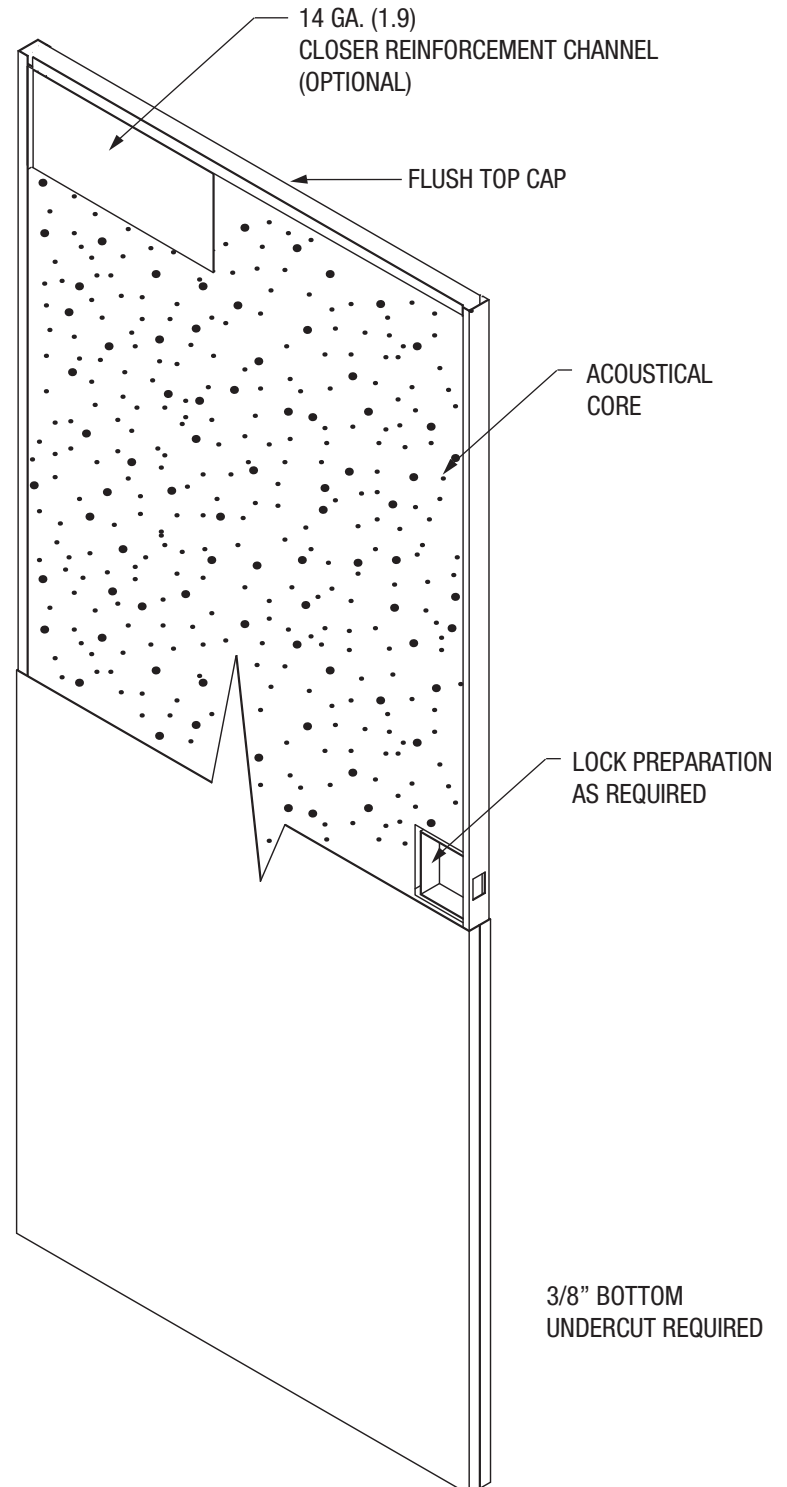 14 GA. (1.9)
CLOSER REINFORCEMENT CHANNEL
(OPTIONAL)
FLUSH TOP CAP
ACOUSTICAL
CORE
LOCK PREPARATION
AS REQUIRED
3/8” BOTTOM
UNDERCUT REQUIRED